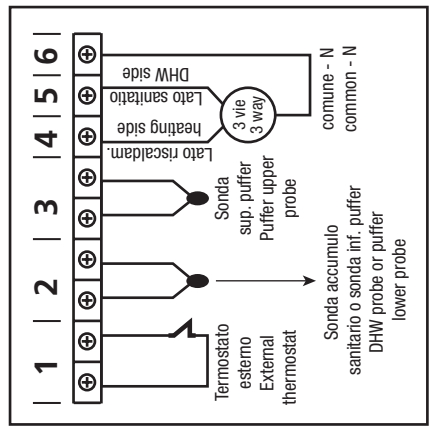 1
2
3
4
5
6
Termostato
esterno
External
thermostat
Sonda accumulo
sanitario o sonda inf. puffer
DHW probe or puffer
lower probe
Sonda
sup. puffer
Puffer upper
probe
Lato riscaldam.
heating side
Lato sanitatio
DHW side
3 vie
3 way
comune - N
common - N